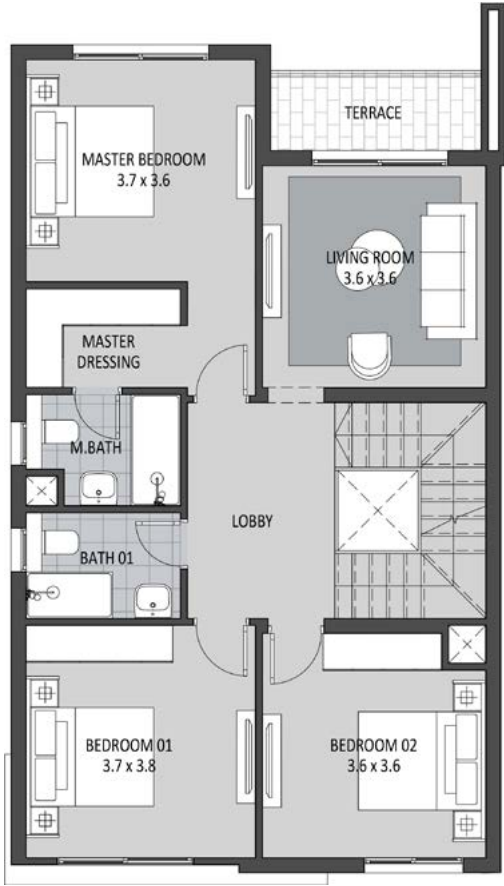 TERRACE
MASTER BEDROOM
3.7 x 3.6
LIVING ROOM
3.6 x 3.6
MASTER
DRESSING
M.BATH
LOBBY
BATH 01
BEDROOM 01
3.7 x 3.8
BEDROOM 02
3.6 x 3.6